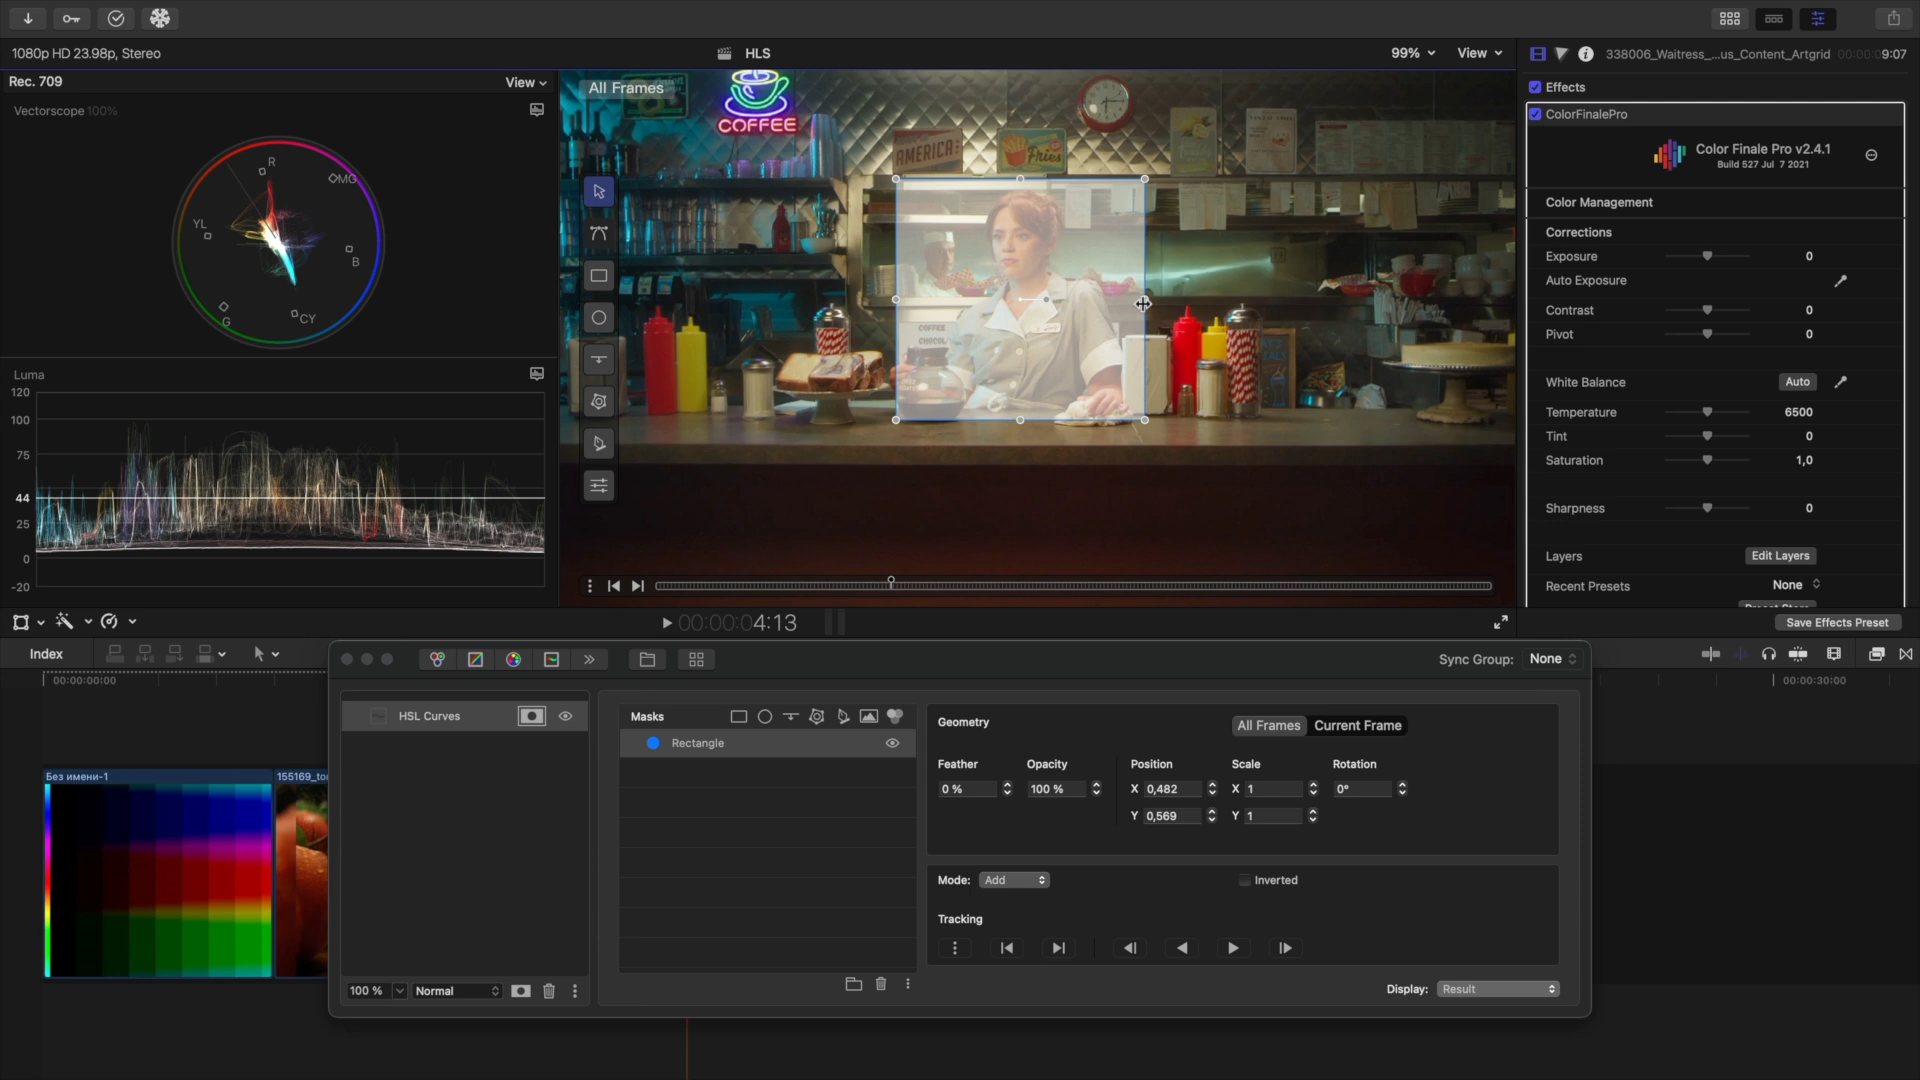 1080p HD 23.98p, Stereo
HLS
99%
View
338006_Waitress_...us_Content_Artgrid
00:00:09:07
Rec. 709
View
Vectorscope 100%
R
MG
YL
B
G
CY
Luma
120
100
75
44
25
0
-20
All Frames
COFFEE
AMERICA
Fries
COFFEE
CHOCOL
Effects
ColorFinalePro
Color Finale Pro v2.4.1
Build 527 Jul 7 2021
Color Management
Corrections
Exposure 0
Auto Exposure
Contrast 0
Pivot 0
White Balance Auto
Temperature 6500
Tint 0
Saturation 1,0
Sharpness 0
Layers Edit Layers
Recent Presets None
Save Effects Preset
00:00:04:13
Index
00:00:00:00
00:00:30:00
Без имени-1
155169_to
Sync Group: None
HSL Curves
100 %
Normal
Masks
Rectangle
Geometry
All Frames
Current Frame
Feather
Opacity
Position
Scale
Rotation
0 %
100 %
X 0,482
X 1
0°
Y 0,569
Y 1
Mode: Add
Inverted
Tracking
Display: Result